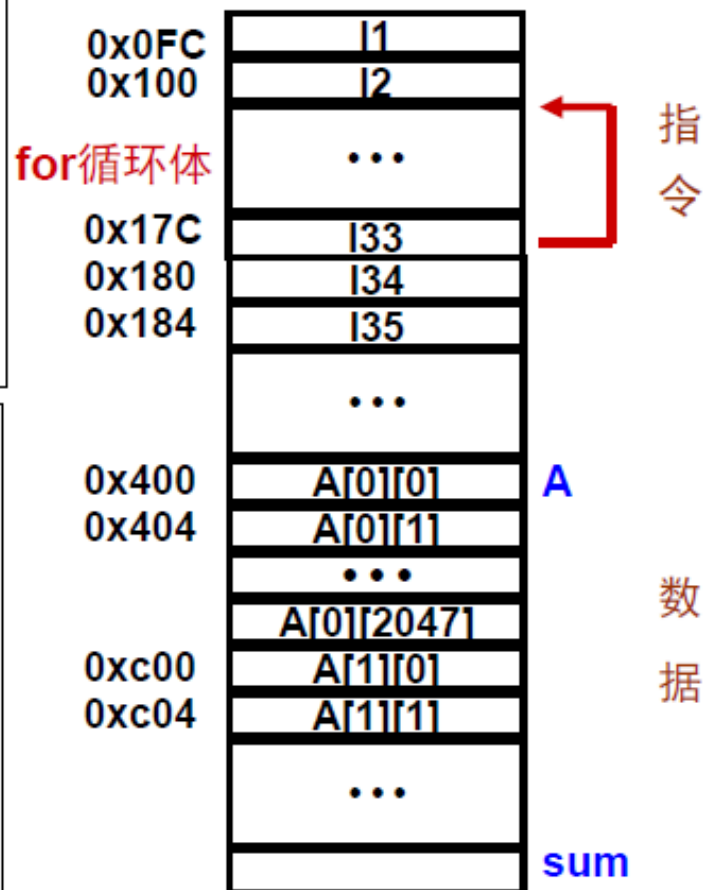 0x0FC I1
0x100 I2
for循环体 ••• 指令
0x17C I33
0x180 I34
0x184 I35
•••
0x400 A[0][0] A
0x404 A[0][1]
•••
A[0][2047]
0xc00 A[1][0] 数据
0xc04 A[1][1]
•••
sum